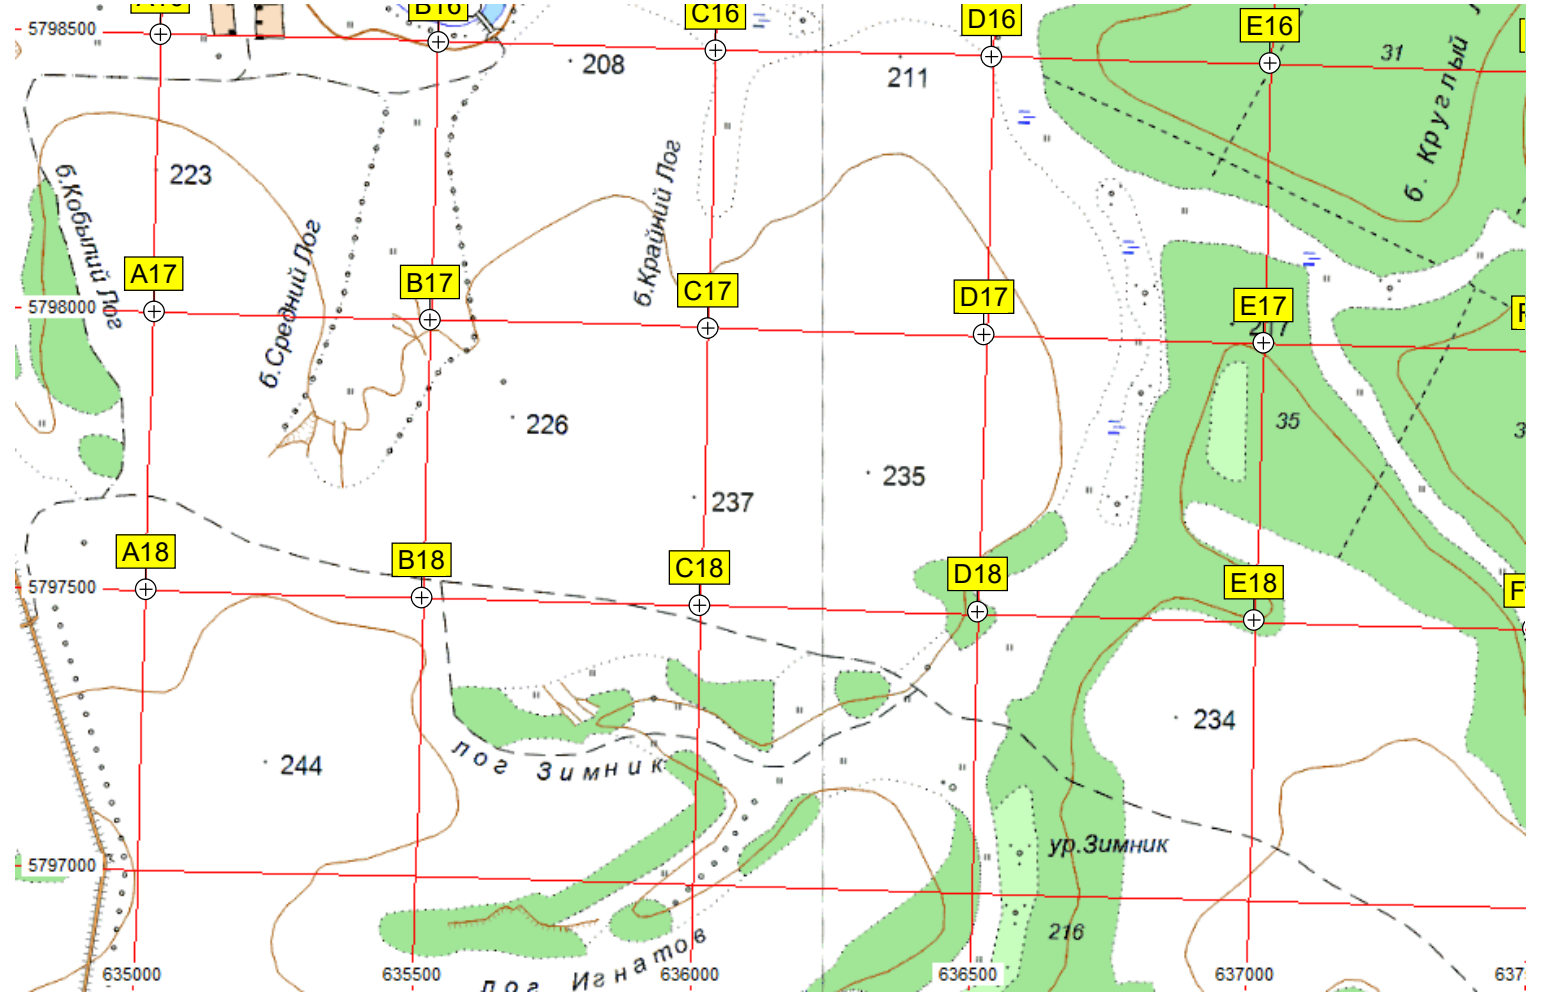 B16
C16
D16
E16
5798500
208
211
31
б. Круглый
223
б.Кобылий Лог
б.Средний Лог
б.Крайний Лог
A17
B17
C17
D17
E17
5798000
226
235
237
35
A18
B18
C18
D18
E18
F
5797500
244
234
лог Зимник
ур.Зимник
5797000
216
лог Игнатов
635000
635500
636000
636500
637000